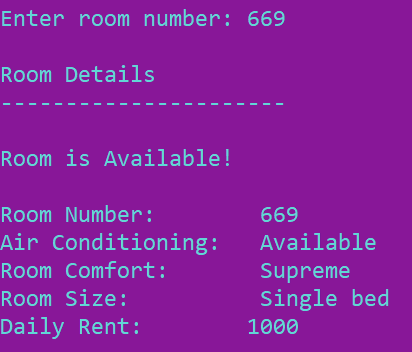 Enter room number: 669
Room Details
----------------------
Room is Available!
Room Number:        669
Air Conditioning:   Available
Room Comfort:       Supreme
Room Size:          Single bed
Daily Rent:        1000